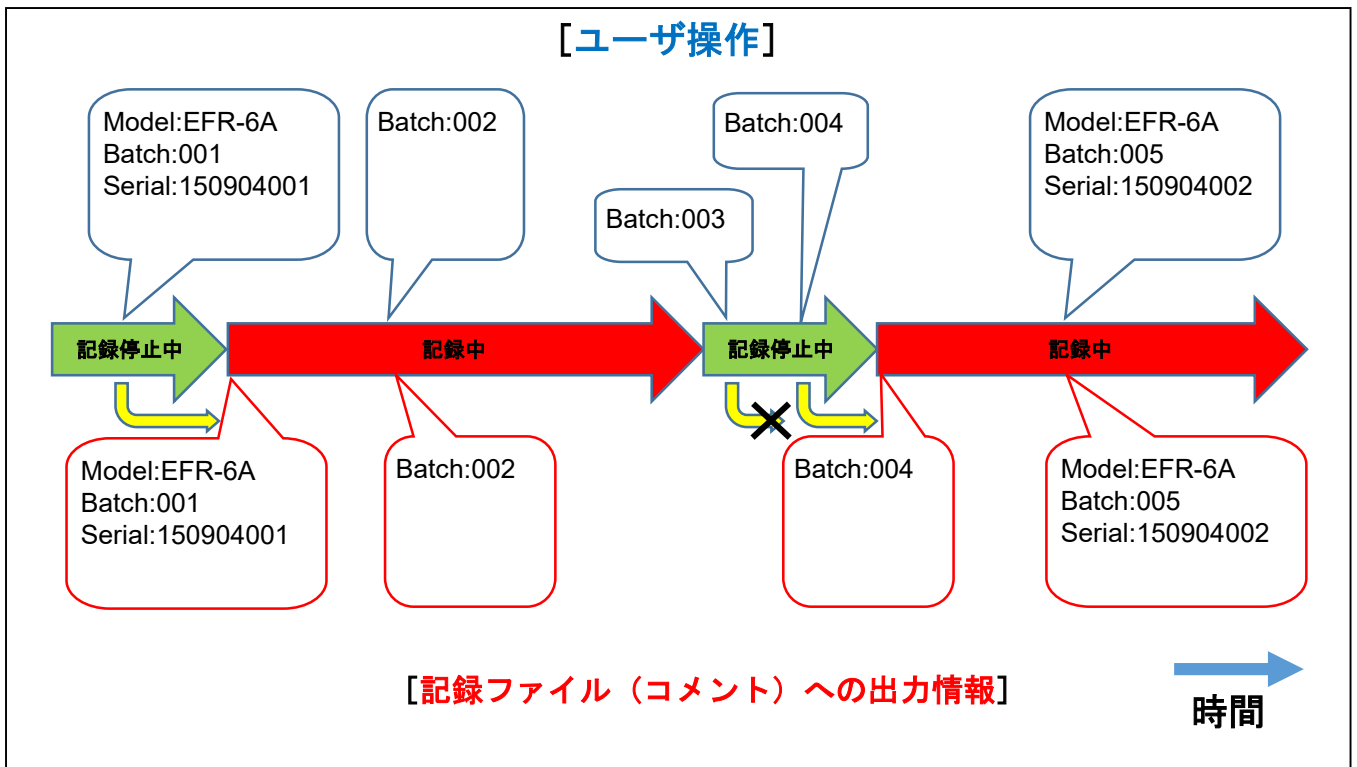 [ユーザ操作]
Model:EFR-6A
Batch:001
Serial:150904001
Batch:002
Batch:003
Batch:004
Model:EFR-6A
Batch:005
Serial:150904002
記録停止中
記録中
記録停止中
記録中
Model:EFR-6A
Batch:001
Serial:150904001
Batch:002
Batch:004
Model:EFR-6A
Batch:005
Serial:150904002
[記録ファイル（コメント）への出力情報]
時間